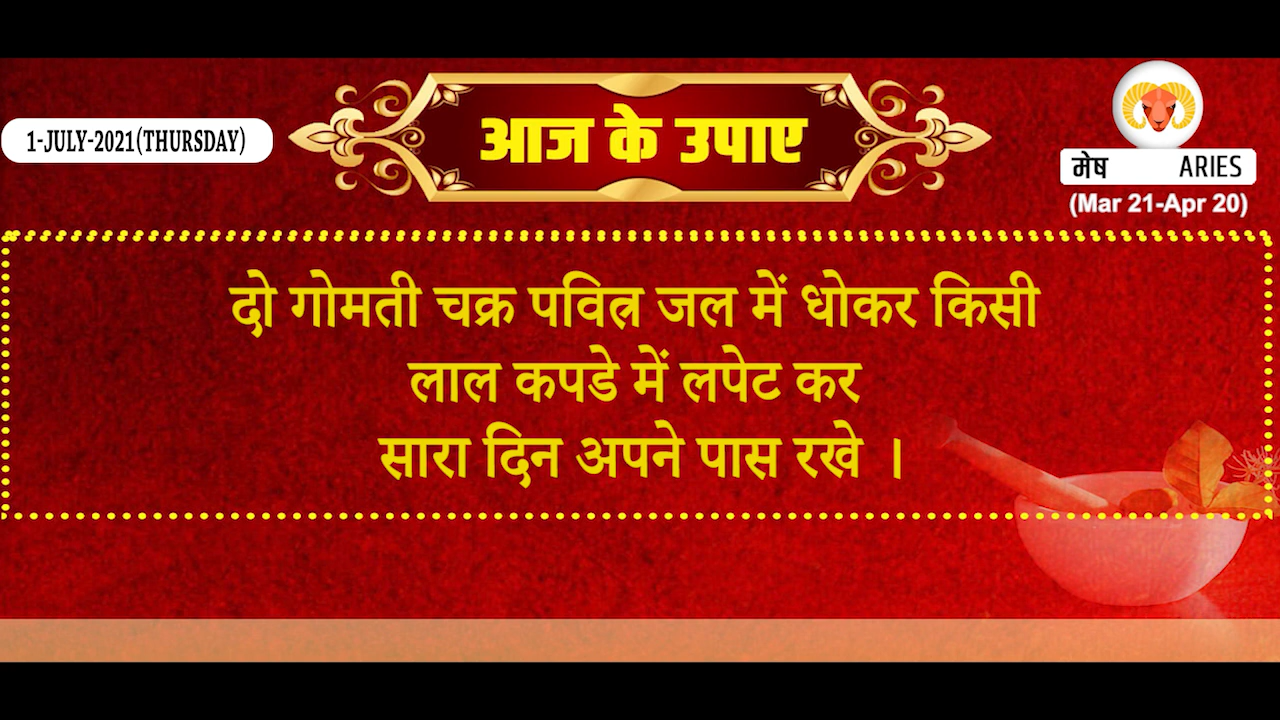 1-JULY-2021(THURSDAY)
आज के उपाए
मेष ARIES
(Mar 21-Apr 20)
दो गोमती चक्र पवित्र जल में धोकर किसी
लाल कपडे में लपेट कर
सारा दिन अपने पास रखे ।